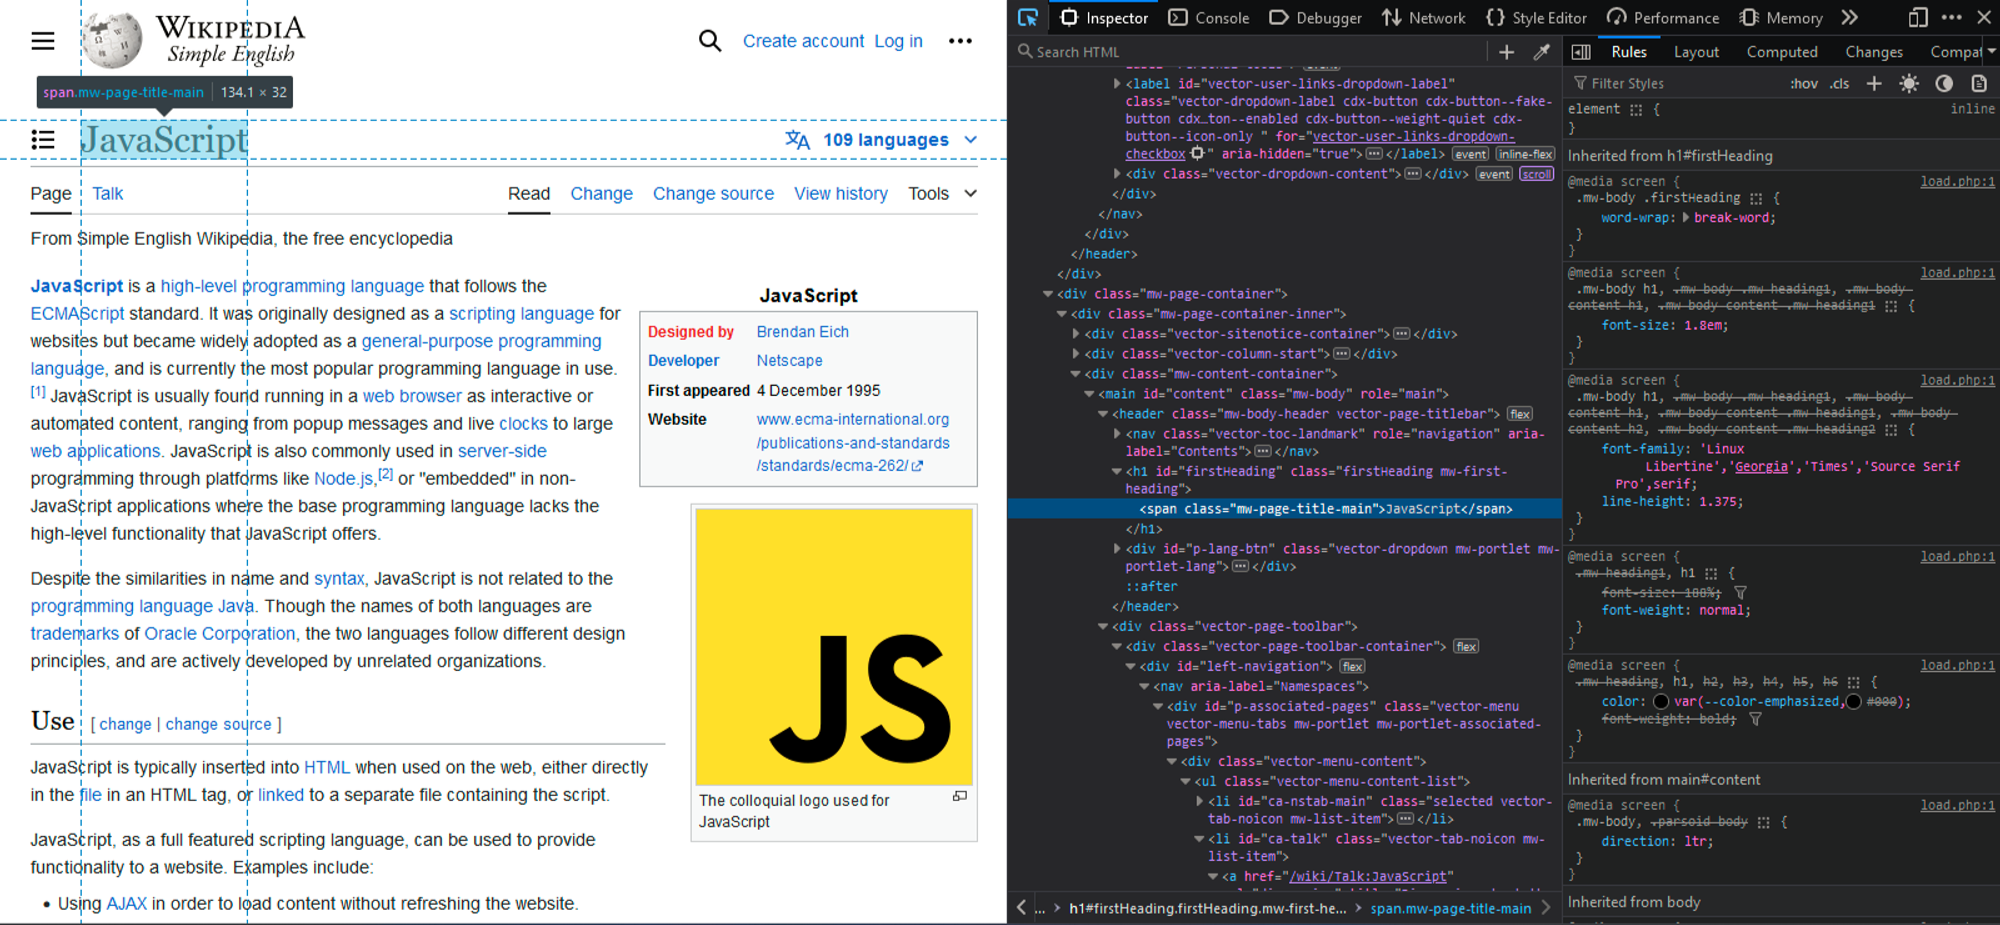 WIKIPEDIA
Simple English
Create account Log in
span.mw-page-title-main 134.1 × 32
JavaScript
109 languages
Page Talk
Read Change Change source View history Tools
From Simple English Wikipedia, the free encyclopedia
JavaScript is a high-level programming language that follows the
ECMAScript standard. It was originally designed as a scripting language for
websites but became widely adopted as a general-purpose programming
language, and is currently the most popular programming language in use.
[1] JavaScript is usually found running in a web browser as interactive or
automated content, ranging from popup messages and live clocks to large
web applications. JavaScript is also commonly used in server-side
programming through platforms like Node.js,[2] or "embedded" in non-
JavaScript applications where the base programming language lacks the
high-level functionality that JavaScript offers.
Despite the similarities in name and syntax, JavaScript is not related to the
programming language Java. Though the names of both languages are
trademarks of Oracle Corporation, the two languages follow different design
principles, and are actively developed by unrelated organizations.
JavaScript
Designed by Brendan Eich
Developer Netscape
First appeared 4 December 1995
Website www.ecma-international.org
/publications-and-standards
/standards/ecma-262/
JS
The colloquial logo used for
JavaScript
Use [ change | change source ]
JavaScript is typically inserted into HTML when used on the web, either directly
in the file in an HTML tag, or linked to a separate file containing the script.
JavaScript, as a full featured scripting language, can be used to provide
functionality to a website. Examples include:
• Using AJAX in order to load content without refreshing the website.
Inspector Console Debugger Network Style Editor Performance Memory
Search HTML
<label id="vector-user-links-dropdown-label"
class="vector-dropdown-label cdx-button cdx-button--fake-
button cdx…ton--enabled cdx-button--weight-quiet cdx-
button--icon-only " for="vector-user-links-dropdown-
checkbox" aria-hidden="true"></label> event inline-flex
<div class="vector-dropdown-content"></div> event scroll
</div>
</nav>
</div>
</header>
</div>
<div class="mw-page-container">
<div class="mw-page-container-inner">
<div class="vector-sitenotice-container"></div>
<div class="vector-column-start"></div>
<div class="mw-content-container">
<main id="content" class="mw-body" role="main">
<header class="mw-body-header vector-page-titlebar"> flex
<nav class="vector-toc-landmark" role="navigation" aria-
label="Contents"></nav>
<h1 id="firstHeading" class="firstHeading mw-first-
heading">
<span class="mw-page-title-main">JavaScript</span>
</h1>
<div id="p-lang-btn" class="vector-dropdown mw-portlet mw-
portlet-lang"></div>
::after
</header>
<div class="vector-page-toolbar">
<div class="vector-page-toolbar-container"> flex
<div id="left-navigation"> flex
<nav aria-label="Namespaces">
<div id="p-associated-pages" class="vector-menu
vector-menu-tabs mw-portlet mw-portlet-associated-
pages">
<div class="vector-menu-content">
<ul class="vector-menu-content-list">
<li id="ca-nstab-main" class="selected vector-
tab-noicon mw-list-item"></li>
<li id="ca-talk" class="vector-tab-noicon mw-
list-item">
<a href="/wiki/Talk:JavaScript"
... h1#firstHeading.firstHeading.mw-first-he... span.mw-page-title-main
Rules Layout Computed Changes Compat
Filter Styles :hov .cls
element { inline
}
Inherited from h1#firstHeading
@media screen { load.php:1
.mw-body .firstHeading {
word-wrap: break-word;
}
}
@media screen { load.php:1
.mw-body h1, .mw-body .mw-heading1, .mw-body-
content h1, .mw-body-content .mw-heading1 {
font-size: 1.8em;
}
}
@media screen { load.php:1
.mw-body h1, .mw-body .mw-heading1, .mw-body-
content h1, .mw-body-content .mw-heading1, .mw-body-
content h2, .mw-body-content .mw-heading2 {
font-family: 'Linux
Libertine','Georgia','Times','Source Serif
Pro',serif;
line-height: 1.375;
}
}
@media screen { load.php:1
.mw-heading1, h1 {
font-size: 100%;
font-weight: normal;
}
}
@media screen { load.php:1
.mw-heading, h1, h2, h3, h4, h5, h6 {
color: var(--color-emphasized, #000);
font-weight: bold;
}
}
Inherited from main#content
@media screen { load.php:1
.mw-body, .parsoid-body {
direction: ltr;
}
}
Inherited from body